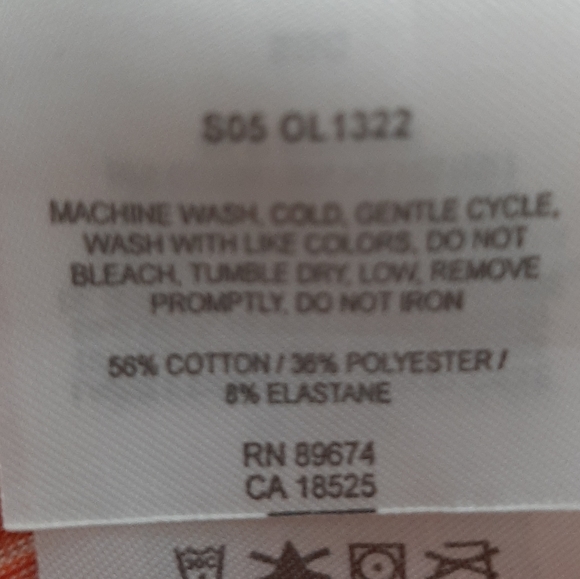 S05 OL1322
MACHINE WASH, COLD, GENTLE CYCLE,
WASH WITH LIKE COLORS, DO NOT
BLEACH, TUMBLE DRY, LOW, REMOVE
PROMPTLY, DO NOT IRON
56% COTTON / 36% POLYESTER /
8% ELASTANE
RN 89674
CA 18525
30C